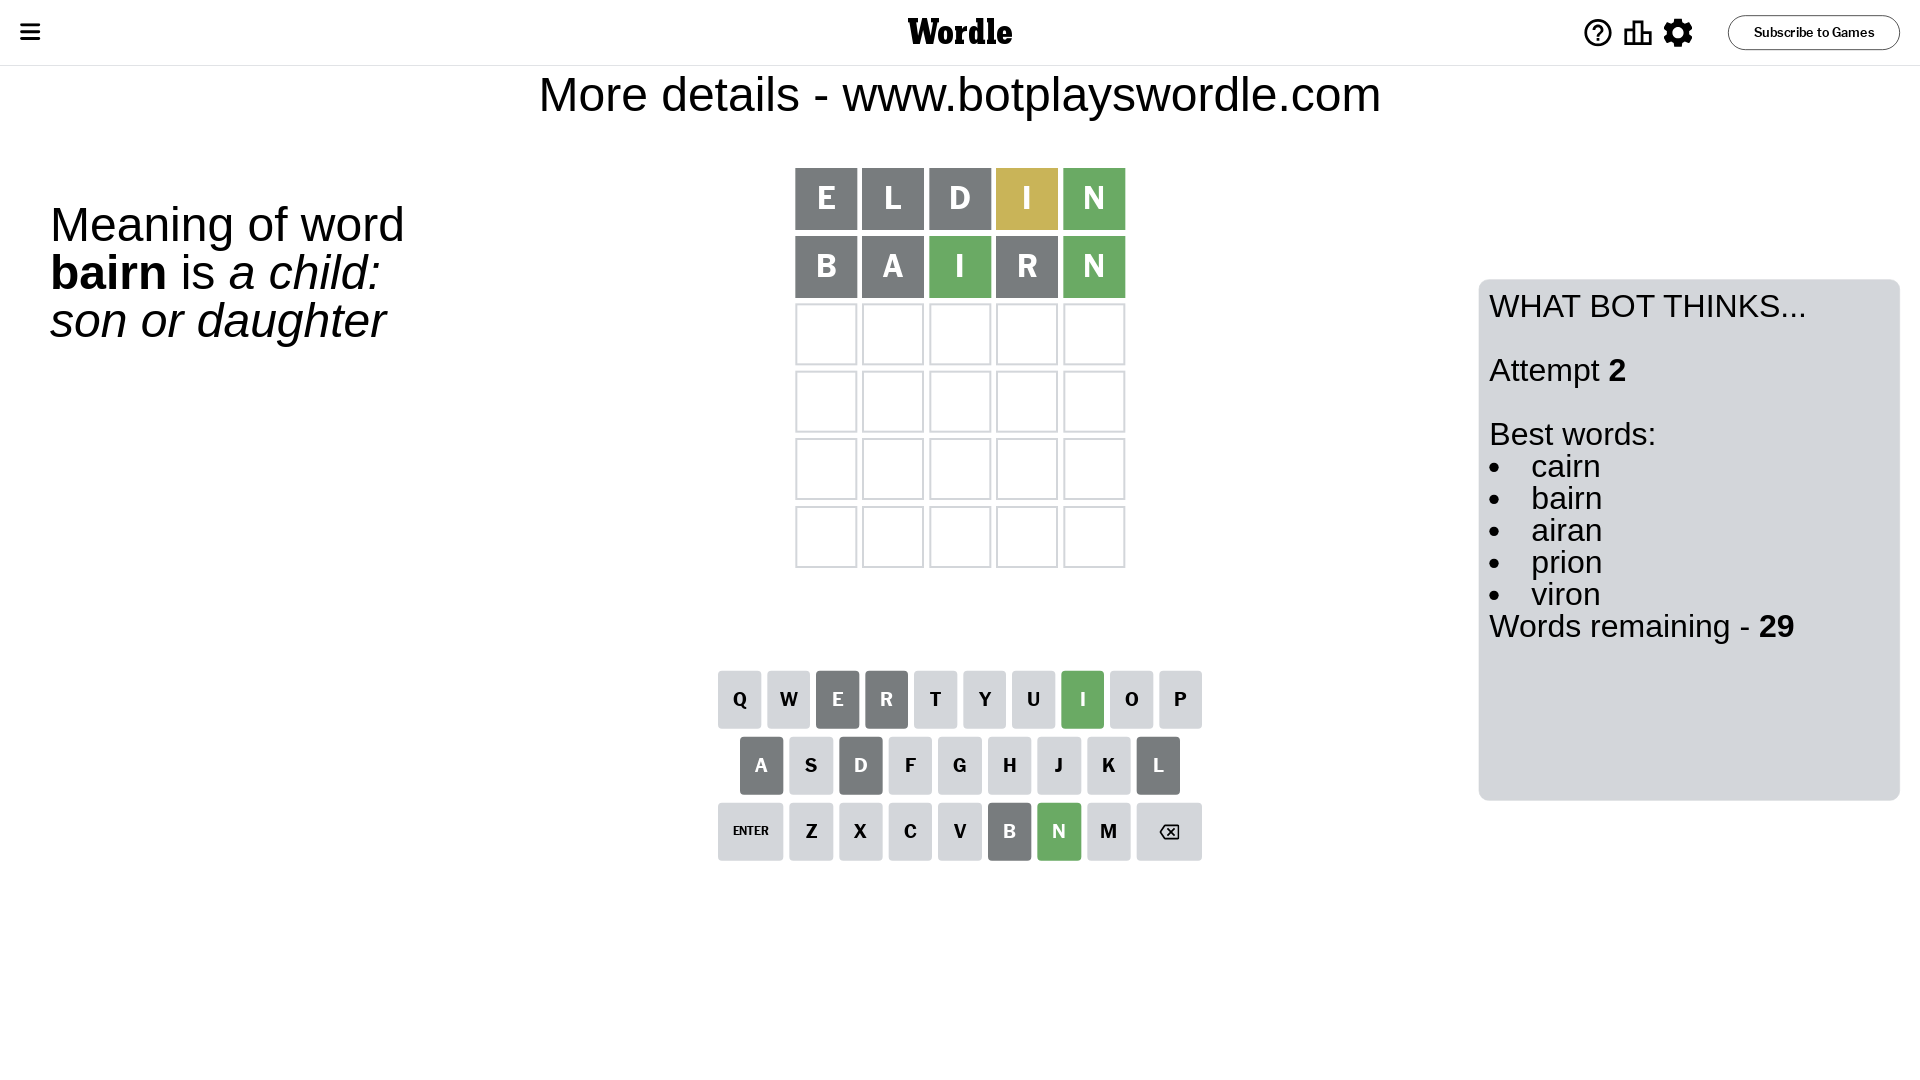 Wordle
Subscribe to Games
More details - www.botplayswordle.com
Meaning of word
bairn is a child:
son or daughter
E L D I N
B A I R N
WHAT BOT THINKS...
Attempt 2
Best words:
• cairn
• bairn
• airan
• prion
• viron
Words remaining - 29
Q W E R T Y U I O P
A S D F G H J K L
ENTER Z X C V B N M